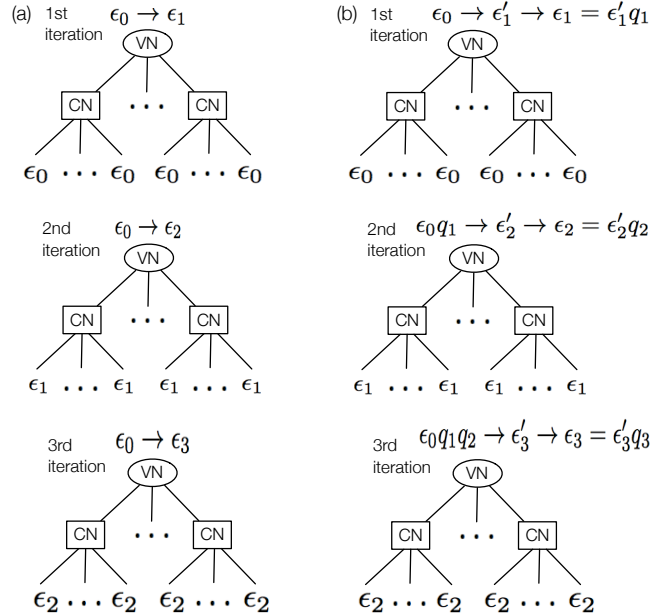 (a) 1st iteration ϵ₀ → ϵ₁
VN
CN ··· CN
ϵ₀ ··· ϵ₀ ϵ₀ ··· ϵ₀
2nd iteration ϵ₀ → ϵ₂
VN
CN ··· CN
ϵ₁ ... ϵ₁ ϵ₁ ... ϵ₁
3rd iteration ϵ₀ → ϵ₃
VN
CN ··· CN
ϵ₂ ... ϵ₂ ϵ₂ ... ϵ₂
(b) 1st iteration ϵ₀ → ϵ′₁ → ϵ₁ = ϵ′₁q₁
VN
CN ··· CN
ϵ₀ ··· ϵ₀ ϵ₀ ··· ϵ₀
2nd iteration ϵ₀q₁ → ϵ′₂ → ϵ₂ = ϵ′₂q₂
VN
CN ··· CN
ϵ₁ ... ϵ₁ ϵ₁ ... ϵ₁
3rd iteration ϵ₀q₁q₂ → ϵ′₃ → ϵ₃ = ϵ′₃q₃
VN
CN ··· CN
ϵ₂ ... ϵ₂ ϵ₂ ... ϵ₂